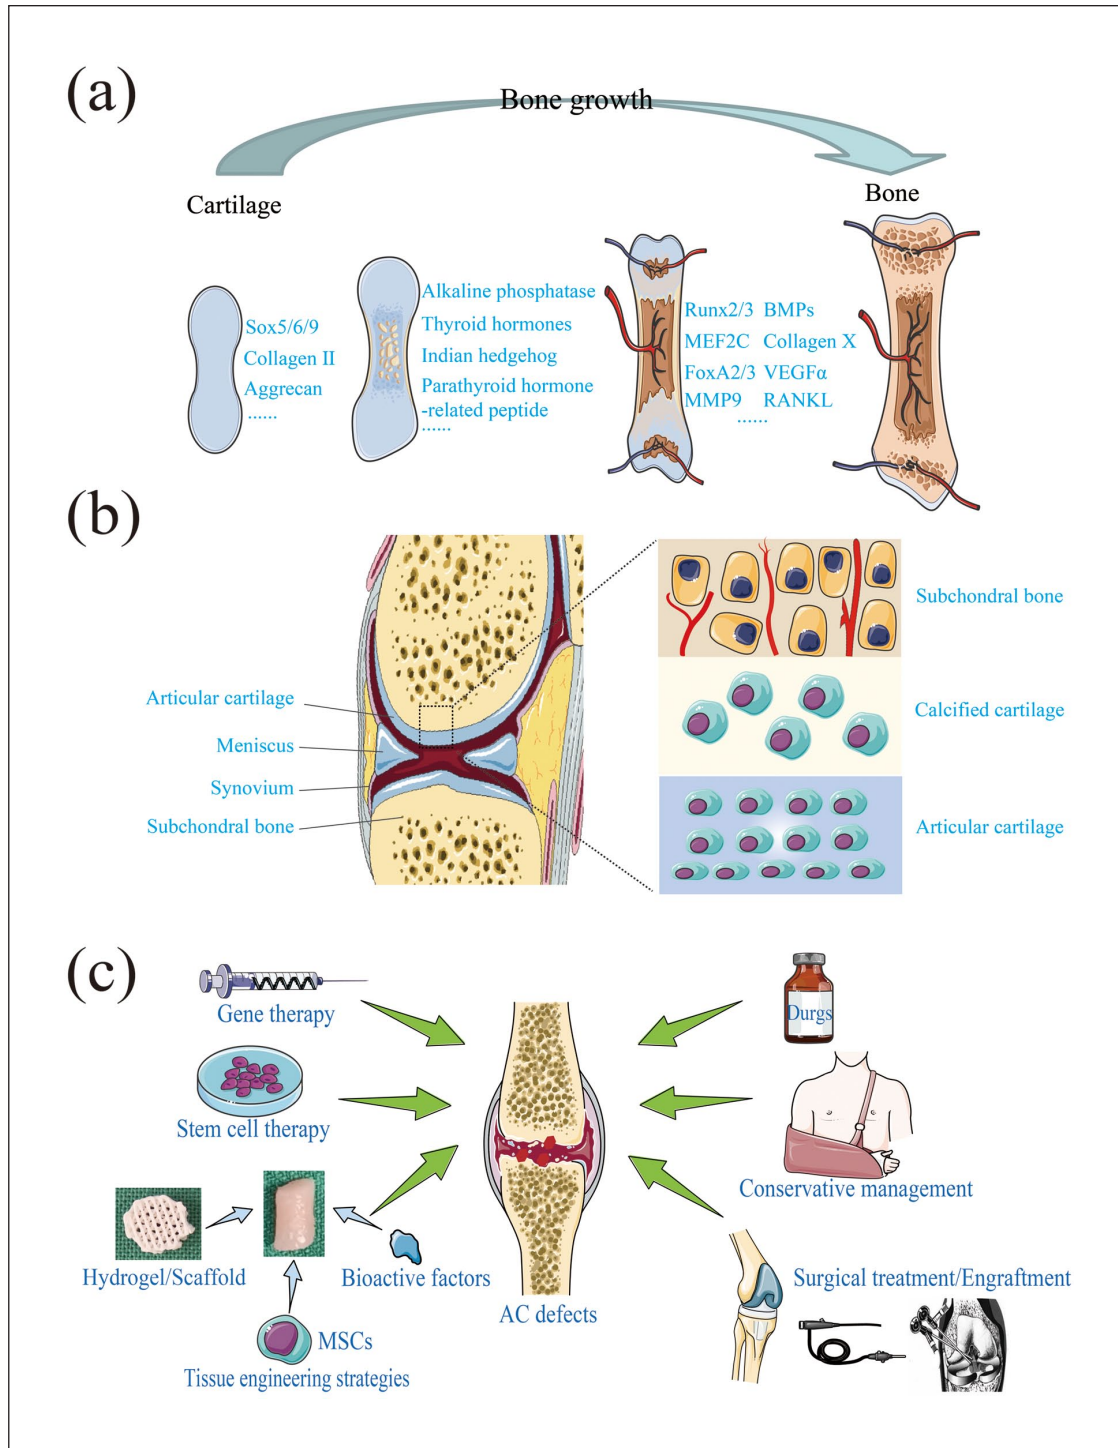 (a)
Bone growth
Cartilage
Bone
Sox5/6/9
Collagen II
Aggrecan
......
Alkaline phosphatase
Thyroid hormones
Indian hedgehog
Parathyroid hormone
-related peptide
......
Runx2/3 BMPs
MEF2C Collagen X
FoxA2/3 VEGFα
MMP9 RANKL
......
(b)
Articular cartilage
Meniscus
Synovium
Subchondral bone
Subchondral bone
Calcified cartilage
Articular cartilage
(c)
Gene therapy
Stem cell therapy
Hydrogel/Scaffold
Bioactive factors
MSCs
Tissue engineering strategies
AC defects
Durgs
Conservative management
Surgical treatment/Engraftment